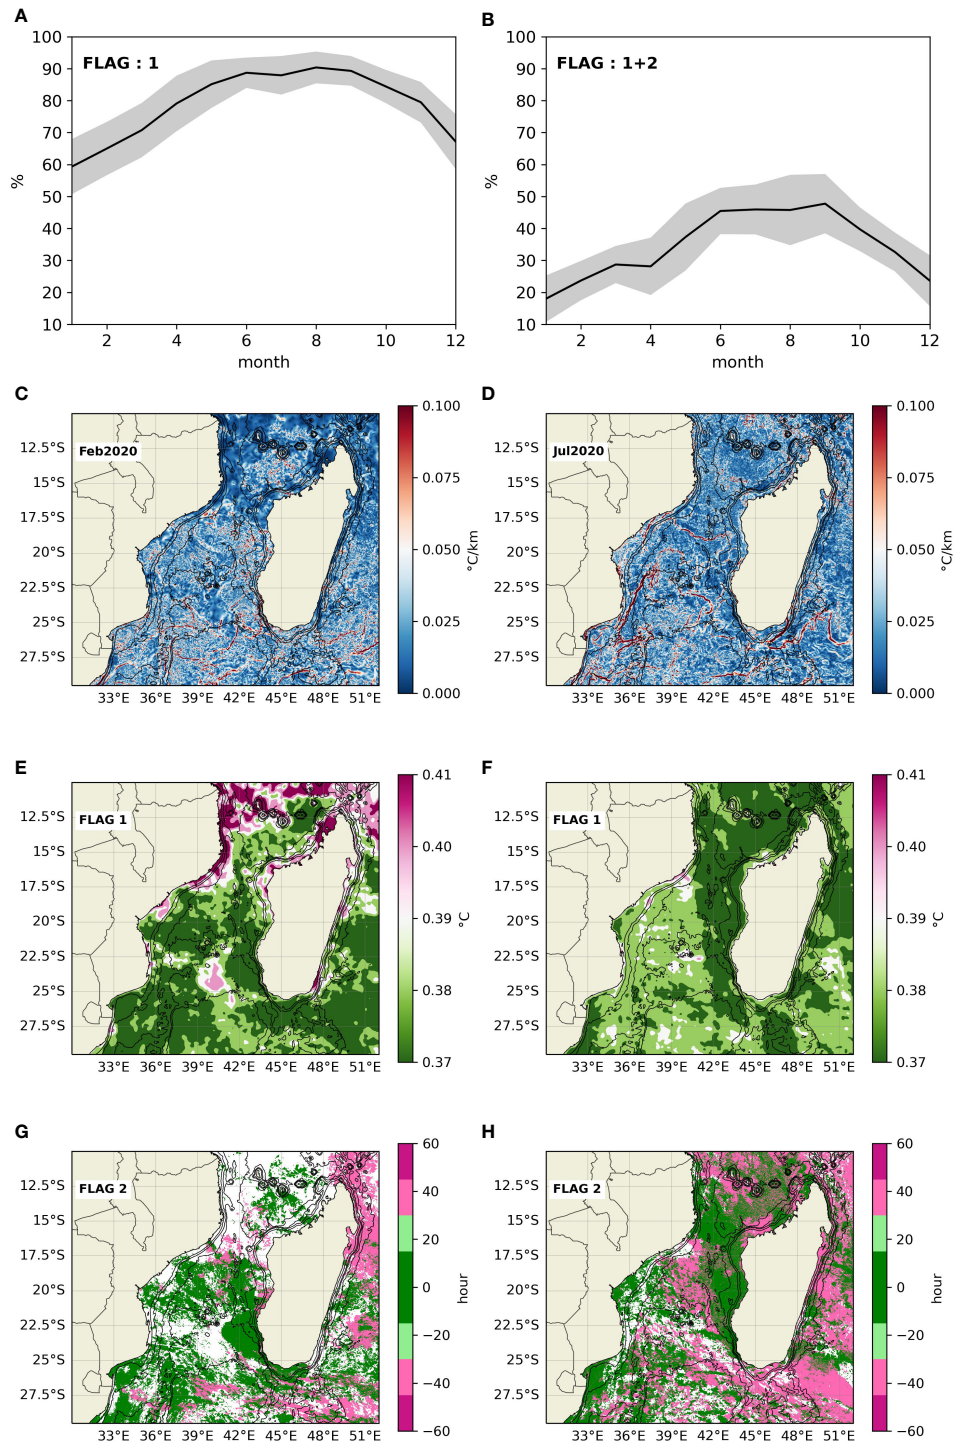 A
B
100
90
80
70
60
50
40
30
20
10
%
FLAG : 1
2
4
6
8
10
12
month
100
90
80
70
60
50
40
30
20
10
%
FLAG : 1+2
2
4
6
8
10
12
month
C
12.5°S
15°S
17.5°S
20°S
22.5°S
25°S
27.5°S
Feb2020
33°E 36°E 39°E 42°E 45°E 48°E 51°E
0.100
0.075
0.050
0.025
0.000
°C/km
D
12.5°S
15°S
17.5°S
20°S
22.5°S
25°S
27.5°S
Jul2020
33°E 36°E 39°E 42°E 45°E 48°E 51°E
0.100
0.075
0.050
0.025
0.000
°C/km
E
12.5°S
15°S
17.5°S
20°S
22.5°S
25°S
27.5°S
FLAG 1
33°E 36°E 39°E 42°E 45°E 48°E 51°E
0.41
0.40
0.39
0.38
0.37
°C
F
12.5°S
15°S
17.5°S
20°S
22.5°S
25°S
27.5°S
FLAG 1
33°E 36°E 39°E 42°E 45°E 48°E 51°E
0.41
0.40
0.39
0.38
0.37
°C
G
12.5°S
15°S
17.5°S
20°S
22.5°S
25°S
27.5°S
FLAG 2
33°E 36°E 39°E 42°E 45°E 48°E 51°E
60
40
20
0
−20
−40
−60
hour
H
12.5°S
15°S
17.5°S
20°S
22.5°S
25°S
27.5°S
FLAG 2
33°E 36°E 39°E 42°E 45°E 48°E 51°E
60
40
20
0
−20
−40
−60
hour